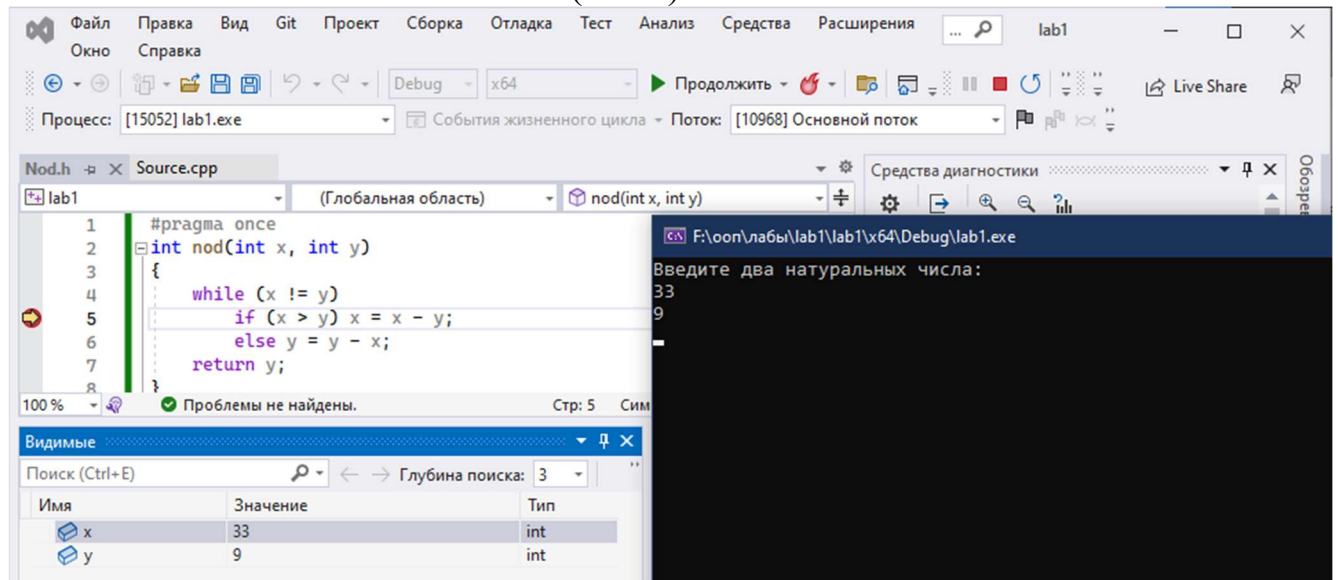 Файл Правка Вид Git Проект Сборка Отладка Тест Анализ Средства Расширения ... lab1
Окно Справка
Debug x64 Продолжить Live Share
Процесс: [15052] lab1.exe События жизненного цикла Поток: [10968] Основной поток
Nod.h Source.cpp
Средства диагностики
Обозрев
lab1 (Глобальная область) nod(int x, int y)
1 #pragma once
2 int nod(int x, int y)
3 {
4 while (x != y)
5 if (x > y) x = x - y;
6 else y = y - x;
7 return y;
8 }
100 % Проблемы не найдены. Стр: 5 Сим
F:\ооп\лабы\lab1\lab1\x64\Debug\lab1.exe
Введите два натуральных числа:
33
9
Видимые
Поиск (Ctrl+E) Глубина поиска: 3
Имя Значение Тип
x 33 int
y 9 int